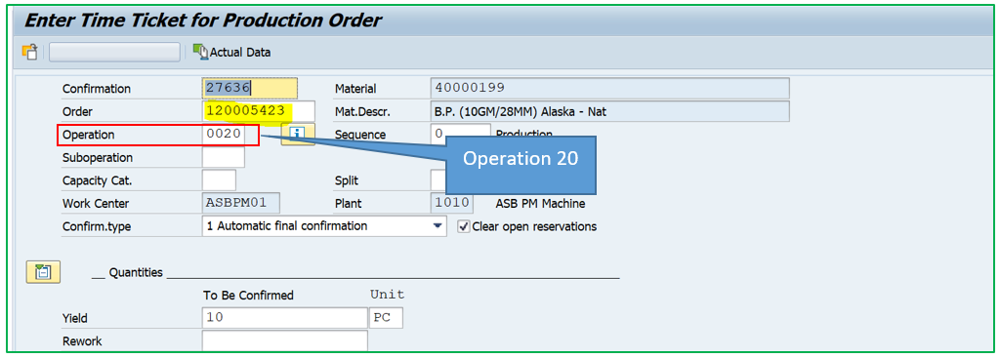 Enter Time Ticket for Production Order
Actual Data
Confirmation 27636 Material 40000199
Order 120005423 Mat.Descr. B.P. (10GM/28MM) Alaska - Nat
Operation 0020 Sequence 0 Production
Operation 20
Suboperation
Capacity Cat. Split
Work Center ASBPM01 Plant 1010 ASB PM Machine
Confirm.type 1 Automatic final confirmation Clear open reservations
Quantities
To Be Confirmed Unit
Yield 10 PC
Rework